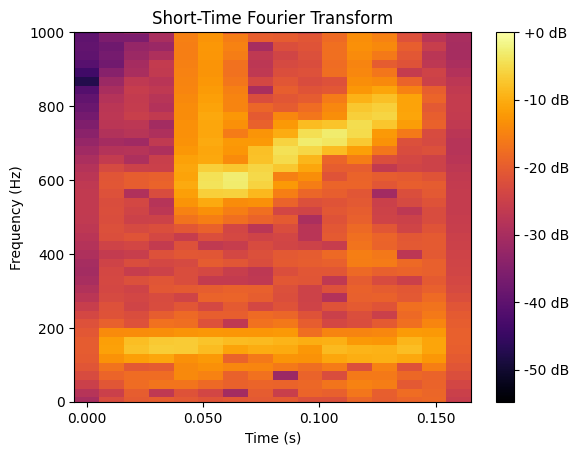 Short-Time Fourier Transform
1000
800
600
400
200
0
Frequency (Hz)
0.000
0.050
0.100
0.150
Time (s)
+0 dB
-10 dB
-20 dB
-30 dB
-40 dB
-50 dB